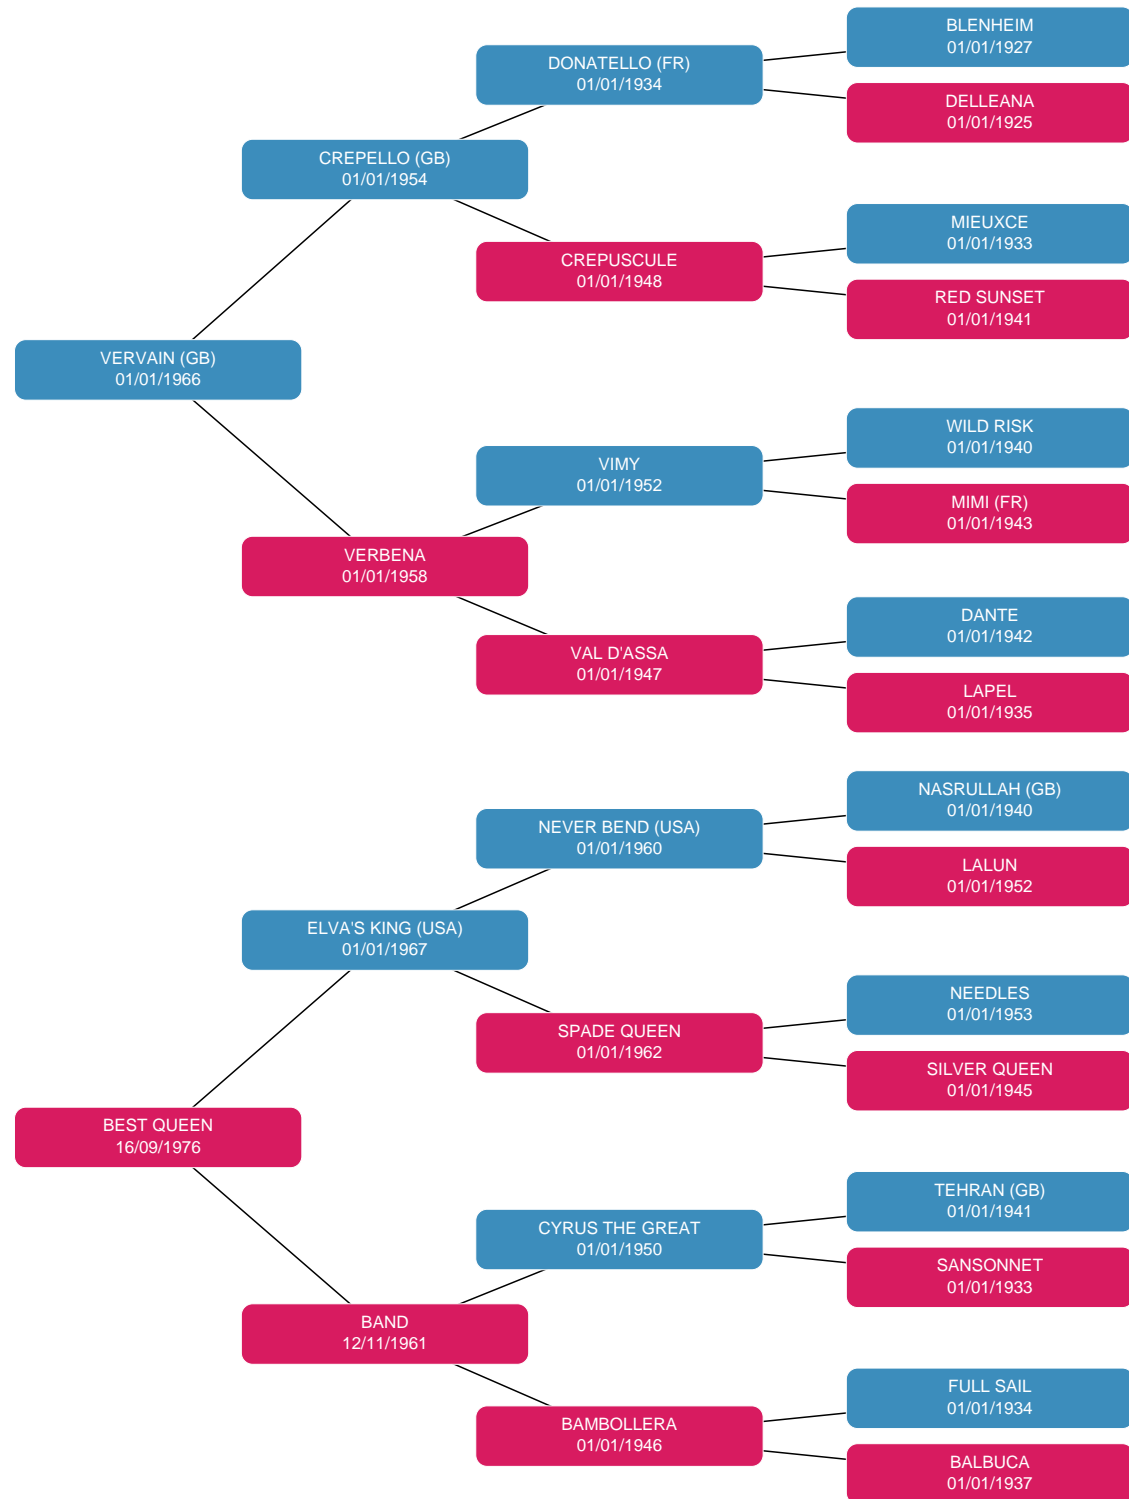 BLENHEIM
01/01/1927
DONATELLO (FR)
01/01/1934
DELLEANA
01/01/1925
CREPELLO (GB)
01/01/1954
MIEUXCE
01/01/1933
CREPUSCULE
01/01/1948
RED SUNSET
01/01/1941
VERVAIN (GB)
01/01/1966
WILD RISK
01/01/1940
VIMY
01/01/1952
MIMI (FR)
01/01/1943
VERBENA
01/01/1958
DANTE
01/01/1942
VAL D'ASSA
01/01/1947
LAPEL
01/01/1935
NASRULLAH (GB)
01/01/1940
NEVER BEND (USA)
01/01/1960
LALUN
01/01/1952
ELVA'S KING (USA)
01/01/1967
NEEDLES
01/01/1953
SPADE QUEEN
01/01/1962
SILVER QUEEN
01/01/1945
BEST QUEEN
16/09/1976
TEHRAN (GB)
01/01/1941
CYRUS THE GREAT
01/01/1950
SANSONNET
01/01/1933
BAND
12/11/1961
FULL SAIL
01/01/1934
BAMBOLLERA
01/01/1946
BALBUCA
01/01/1937